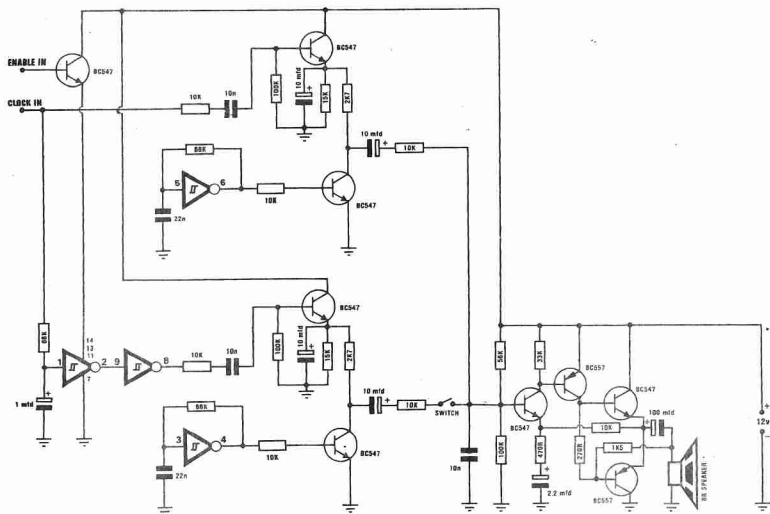 BC547
ENABLE IN
BC547
CLOCK IN
10K
10n
100K
10 mfd
15K
2K7
68K
10 mfd
10K
5
6
10K
BC547
22n
BC547
68K
100K
10 mfd
15K
2K7
56K
33K
14
13
11
1
2
9
8
7
10K
10n
BC557
BC547
1 mfd
10 mfd
10K
SWITCH
BC547
10K
100 mfd
12v
68K
3
4
10K
BC547
22n
10n
100K
470R
270R
1K5
2.2 mfd
BC557
8R SPEAKER